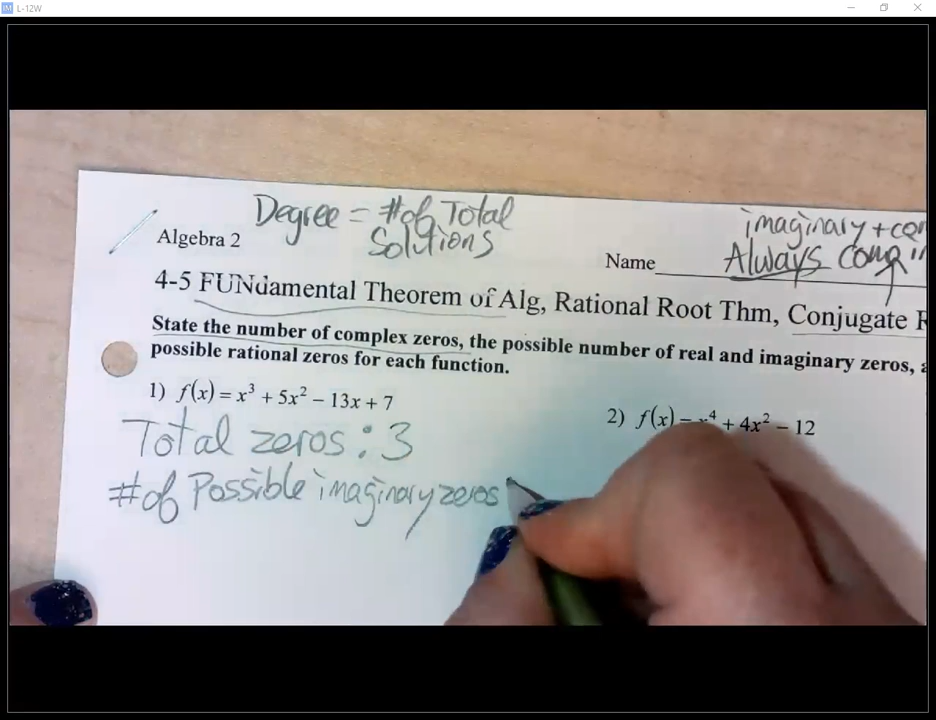 L-12W
Degree = # of Total
Solutions
imaginary +
Always
Algebra 2
Name
4-5 FUNdamental Theorem of Alg, Rational Root Thm, Conjugate
State the number of complex zeros, the possible number of real and imaginary zeros,
possible rational zeros for each function.
1) f(x) = x³ + 5x² − 13x + 7
2) f(x) = x⁴ + 4x² − 12
Total zeros : 3
# of Possible imaginary zeros